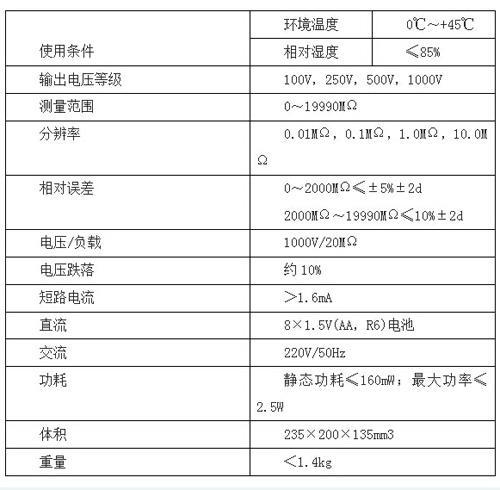 环境温度 0℃～+45℃
使用条件 相对湿度 ≤85%
输出电压等级 100V，250V，500V，1000V
测量范围 0～19990MΩ
分辨率 0.01MΩ，0.1MΩ，1.0MΩ，10.0M
Ω
相对误差 0～2000MΩ≤±5%±2d
2000MΩ～19990MΩ≤10%±2d
电压/负载 1000V/20MΩ
电压跌落 约10%
短路电流 ＞1.6mA
直流 8×1.5V(AA, R6)电池
交流 220V/50Hz
功耗 静态功耗≤160mW；最大功率≤
2.5W
体积 235×200×135mm3
重量 ＜1.4kg